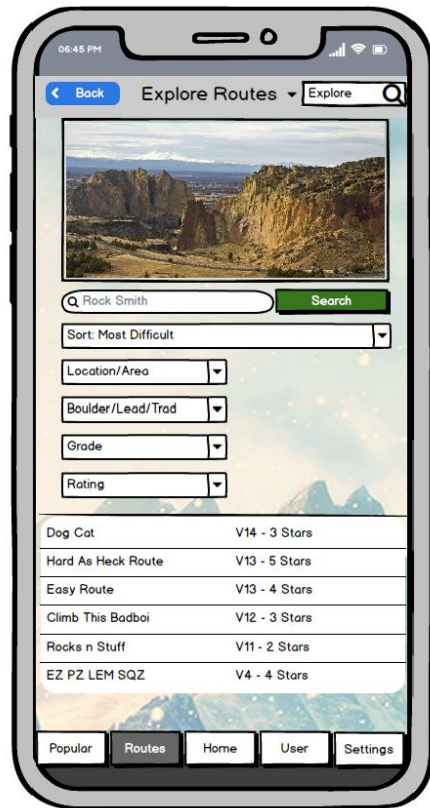 06:45 PM
Back Explore Routes Explore
Rock Smith Search
Sort: Most Difficult
Location/Area
Boulder/Lead/Trad
Grade
Rating
Dog Cat V14 - 3 Stars
Hard As Heck Route V13 - 5 Stars
Easy Route V13 - 4 Stars
Climb This Badboi V12 - 3 Stars
Rocks n Stuff V11 - 2 Stars
EZ PZ LEM SQZ V4 - 4 Stars
Popular Routes Home User Settings